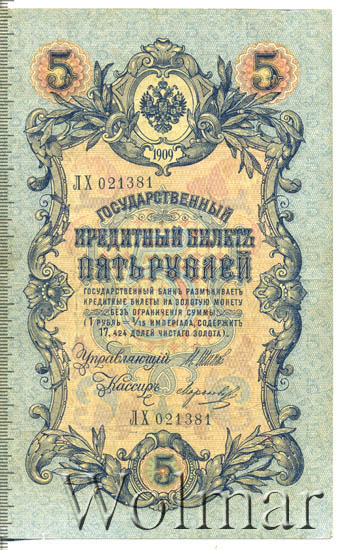 5 5
1909
ЛХ 021381
ГОСУДАРСТВЕННЫЙ
КРЕДИТНЫЙ БИЛЕТЪ
ПЯТЬ РУБЛЕЙ
ГОСУДАРСТВЕННЫЙ БАНКЪ РАЗМѢНИВАЕТЪ
КРЕДИТНЫЕ БИЛЕТЫ НА ЗОЛОТУЮ МОНЕТУ
БЕЗЪ ОГРАНИЧЕНІЯ СУММЫ
(1 РУБЛЬ = 1/15 ИМПЕРІАЛА, СОДЕРЖИТЪ
17,424 ДОЛЕЙ ЧИСТАГО ЗОЛОТА).
Управляющій
Кассиръ
ЛХ 021381
5
Wolmar